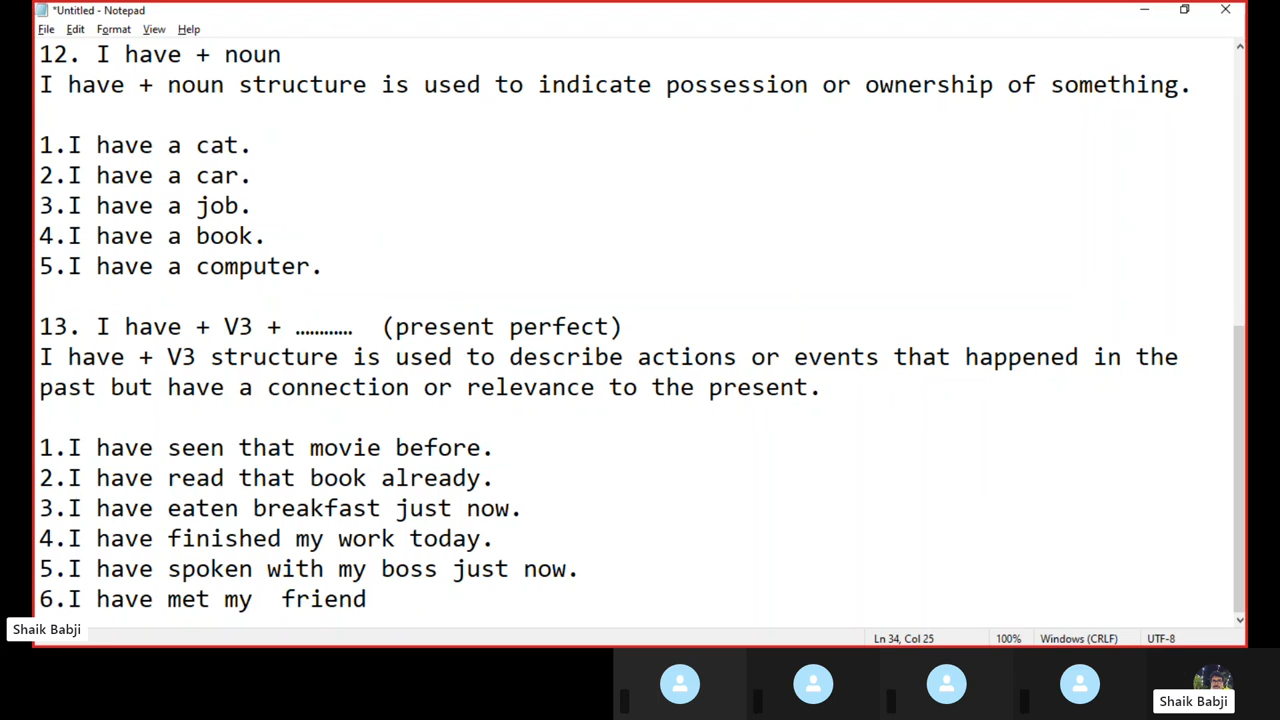 *Untitled - Notepad
File Edit Format View Help
12. I have + noun
I have + noun structure is used to indicate possession or ownership of something.
1.I have a cat.
2.I have a car.
3.I have a job.
4.I have a book.
5.I have a computer.
13. I have + V3 + ………… (present perfect)
I have + V3 structure is used to describe actions or events that happened in the
past but have a connection or relevance to the present.
1.I have seen that movie before.
2.I have read that book already.
3.I have eaten breakfast just now.
4.I have finished my work today.
5.I have spoken with my boss just now.
6.I have met my  friend
Shaik Babji
Ln 34, Col 25 100% Windows (CRLF) UTF-8
Shaik Babji